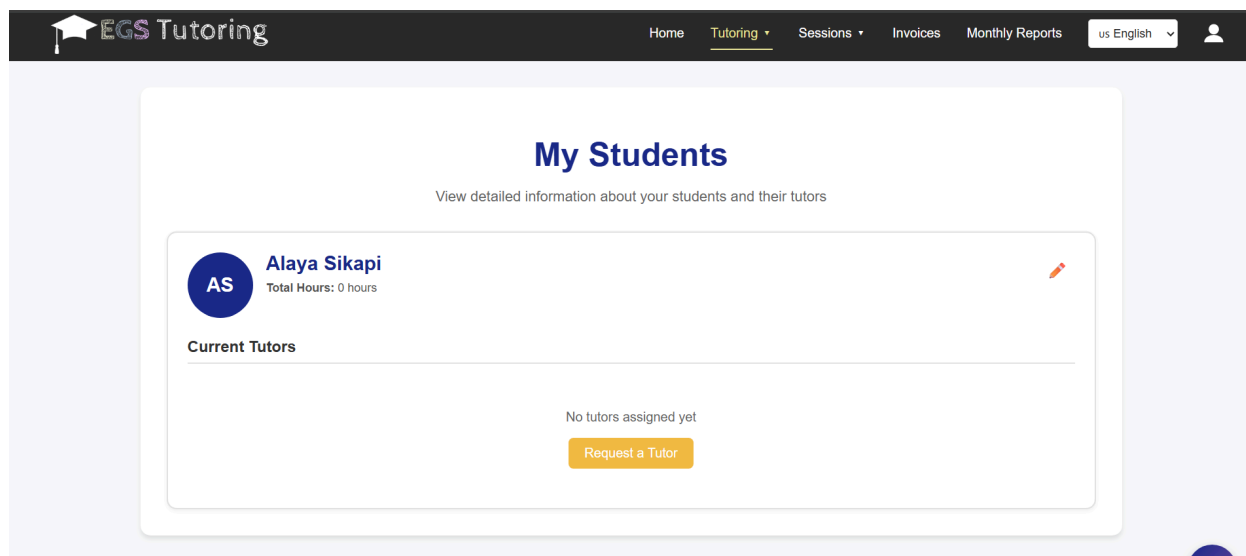 EGS Tutoring
Home Tutoring ▾ Sessions ▾ Invoices Monthly Reports us English
My Students
View detailed information about your students and their tutors
AS
Alaya Sikapi
Total Hours: 0 hours
Current Tutors
No tutors assigned yet
Request a Tutor